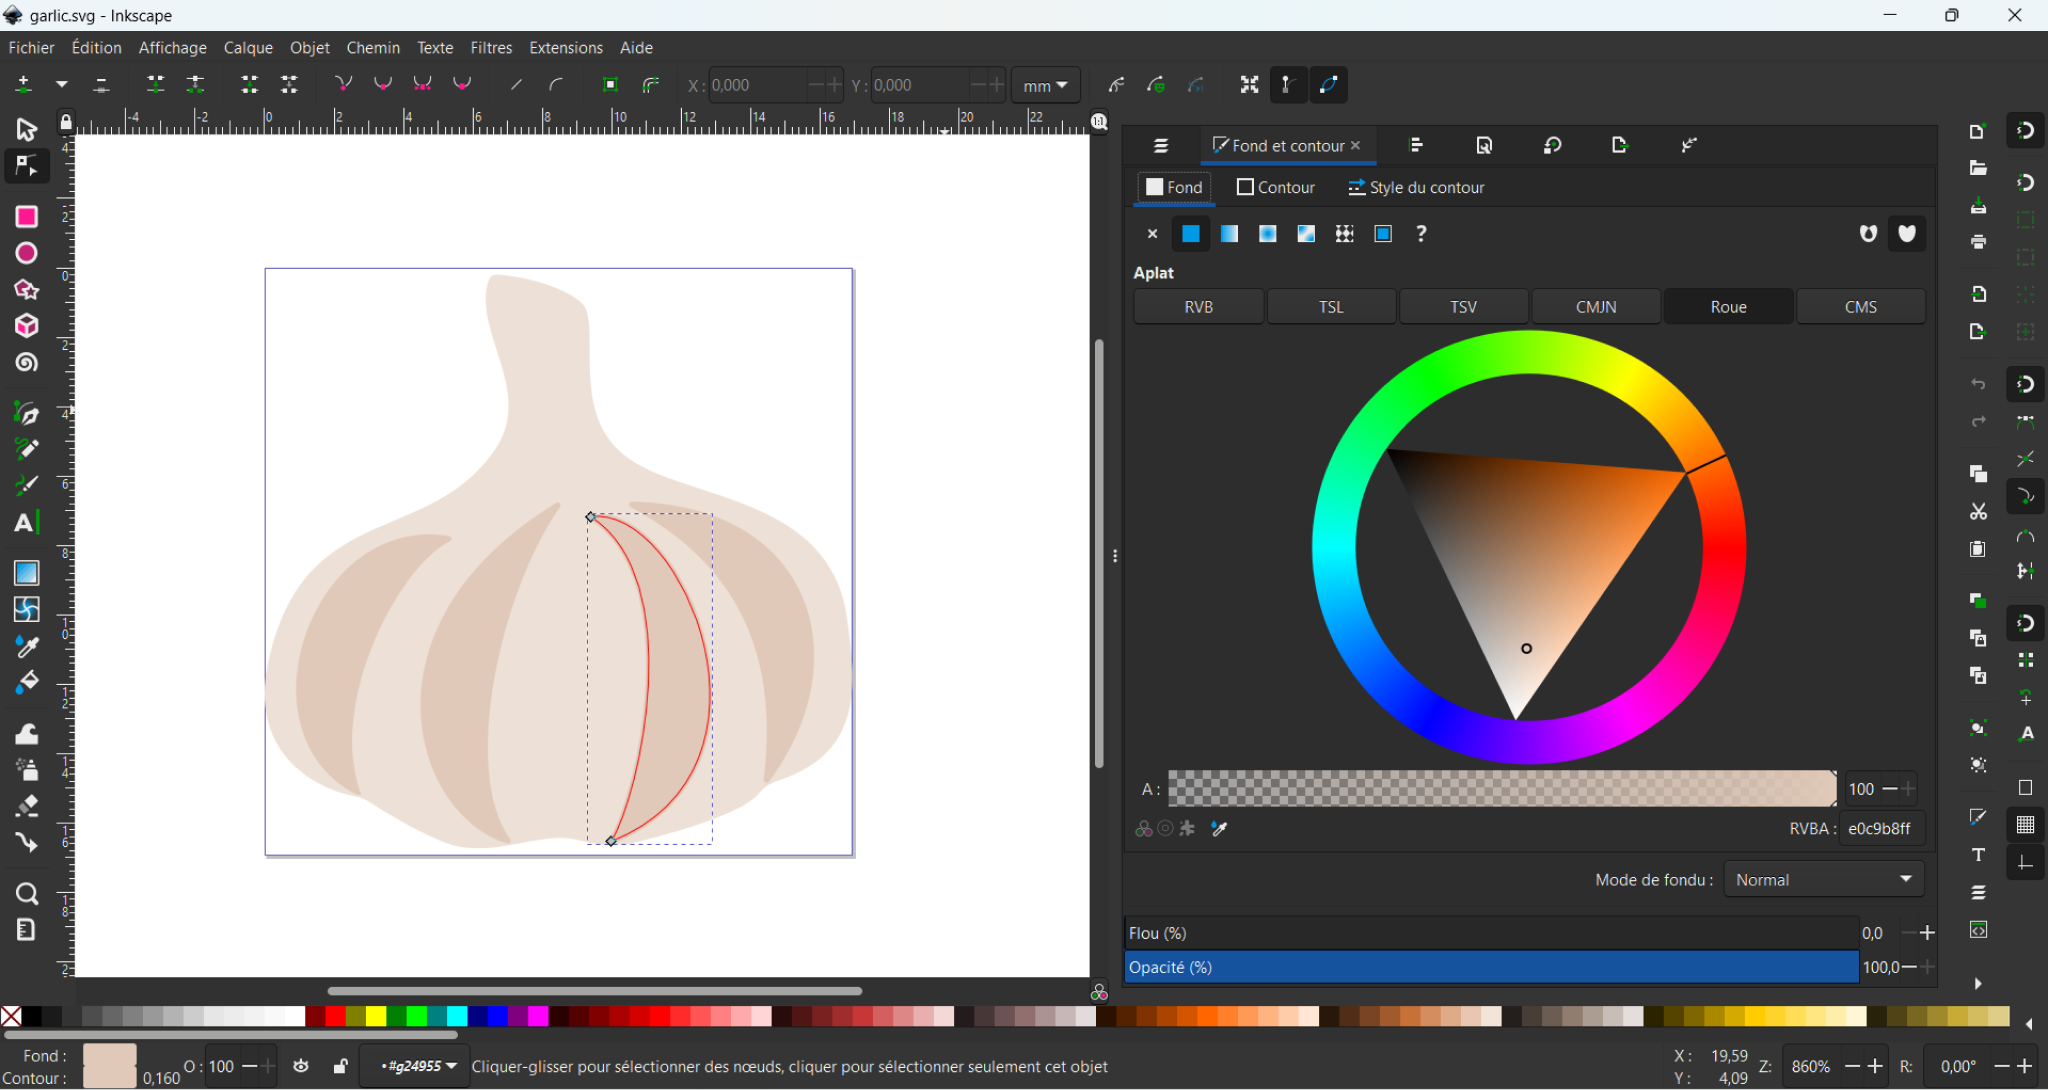 garlic.svg - Inkscape
Fichier Édition Affichage Calque Objet Chemin Texte Filtres Extensions Aide
X: 0,000 Y: 0,000 mm
-4 -2 0 2 4 6 8 10 12 14 16 18 20 22
1:1
Fond et contour
Fond Contour Style du contour
?
Aplat
RVB TSL TSV CMJN Roue CMS
A: 100
RVBA : e0c9b8ff
Mode de fondu : Normal
Flou (%) 0,0
Opacité (%) 100,0
Fond :
Contour : 0,160
O: 100
#g24955
Cliquer-glisser pour sélectionner des nœuds, cliquer pour sélectionner seulement cet objet
X: 19,59
Y: 4,09
Z: 860%
R: 0,00°